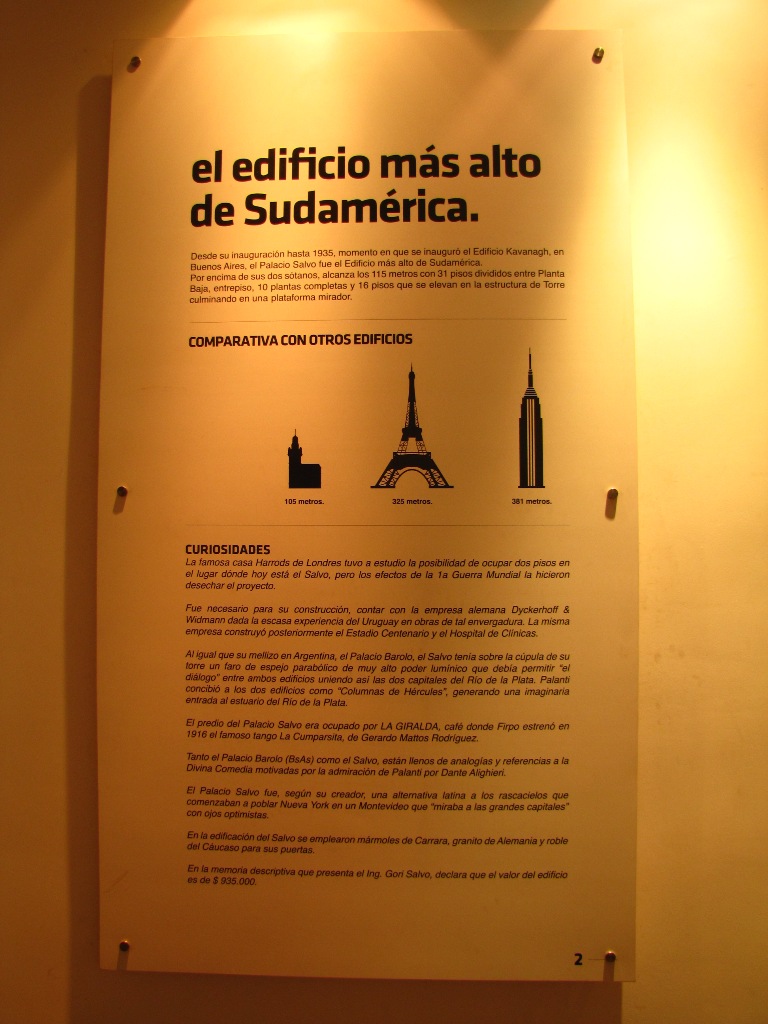 el edificio más alto
de Sudamérica.
Desde su inauguración hasta 1935, momento en que se inauguró el Edificio Kavanagh, en
Buenos Aires, el Palacio Salvo fue el Edificio más alto de Sudamérica.
Por encima de sus dos sótanos, alcanza los 115 metros con 31 pisos divididos entre Planta
Baja, entrepiso, 10 plantas completas y 16 pisos que se elevan en la estructura de Torre
culminando en una plataforma mirador.
COMPARATIVA CON OTROS EDIFICIOS
105 metros. 325 metros. 381 metros.
CURIOSIDADES
La famosa casa Harrods de Londres tuvo a estudio la posibilidad de ocupar dos pisos en
el lugar dónde hoy está el Salvo, pero los efectos de la 1a Guerra Mundial la hicieron
desechar el proyecto.
Fue necesario para su construcción, contar con la empresa alemana Dyckerhoff &
Widmann dada la escasa experiencia del Uruguay en obras de tal envergadura. La misma
empresa construyó posteriormente el Estadio Centenario y el Hospital de Clínicas.
Al igual que su mellizo en Argentina, el Palacio Barolo, el Salvo tenía sobre la cúpula de su
torre un faro de espejo parabólico de muy alto poder lumínico que debía permitir "el
diálogo" entre ambos edificios uniendo así las dos capitales del Río de la Plata. Palanti
concibió a los dos edificios como "Columnas de Hércules", generando una imaginaria
entrada al estuario del Río de la Plata.
El predio del Palacio Salvo era ocupado por LA GIRALDA, café donde Firpo estrenó en
1916 el famoso tango La Cumparsita, de Gerardo Mattos Rodríguez.
Tanto el Palacio Barolo (BsAs) como el Salvo, están llenos de analogías y referencias a la
Divina Comedia motivadas por la admiración de Palanti por Dante Alighieri.
El Palacio Salvo fue, según su creador, una alternativa latina a los rascacielos que
comenzaban a poblar Nueva York en un Montevideo que "miraba a las grandes capitales"
con ojos optimistas.
En la edificación del Salvo se emplearon mármoles de Carrara, granito de Alemania y roble
del Cáucaso para sus puertas.
En la memoria descriptiva que presenta el Ing. Gori Salvo, declara que el valor del edificio
es de $ 935.000.
2